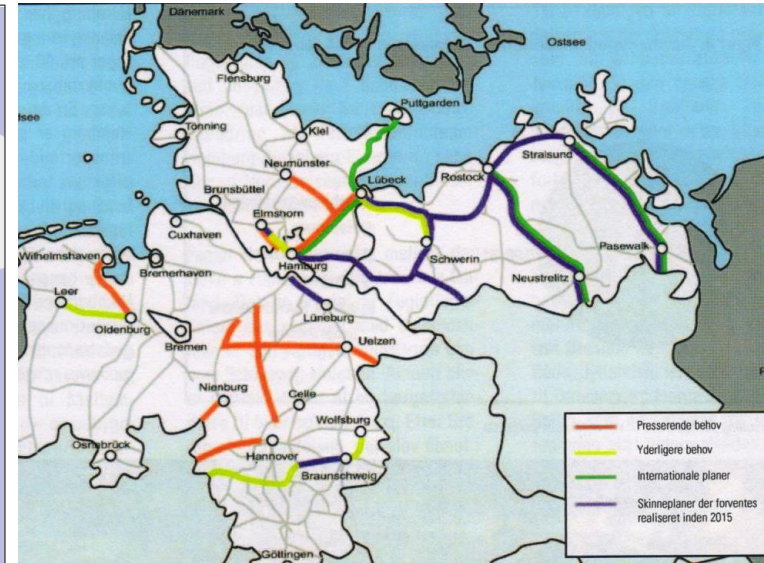 Dänemark
Ostsee
Flensburg
Puttgarden
Tönning
Kiel
Neumünster
Stralsund
Lübeck
Rostock
Brunsbüttel
Elmshorn
Cuxhaven
Wilhelmshaven
Bremerhaven
Hamburg
Schwerin
Pasewalk
Neustrelitz
Leer
Oldenburg
Lüneburg
Bremen
Uelzen
Nienburg
Celle
Wolfsburg
Osnabrück
Hannover
Braunschweig
Göttingen
Presserende behov
Yderligere behov
Internationale planer
Skinneplaner der forventes
realiseret inden 2015